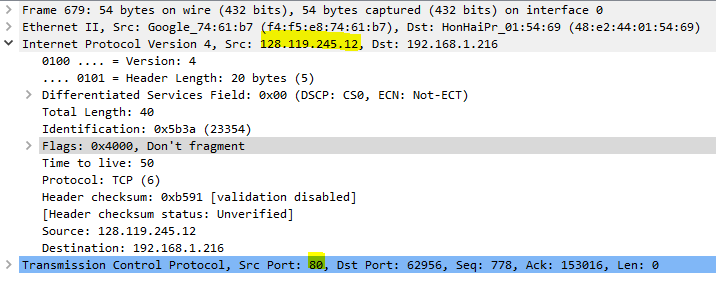 Frame 679: 54 bytes on wire (432 bits), 54 bytes captured (432 bits) on interface 0
Ethernet II, Src: Google_74:61:b7 (f4:f5:e8:74:61:b7), Dst: HonHaiPr_01:54:69 (48:e2:44:01:54:69)
Internet Protocol Version 4, Src: 128.119.245.12, Dst: 192.168.1.216
0100 .... = Version: 4
.... 0101 = Header Length: 20 bytes (5)
Differentiated Services Field: 0x00 (DSCP: CS0, ECN: Not-ECT)
Total Length: 40
Identification: 0x5b3a (23354)
Flags: 0x4000, Don't fragment
Time to live: 50
Protocol: TCP (6)
Header checksum: 0xb591 [validation disabled]
[Header checksum status: Unverified]
Source: 128.119.245.12
Destination: 192.168.1.216
Transmission Control Protocol, Src Port: 80, Dst Port: 62956, Seq: 778, Ack: 153016, Len: 0